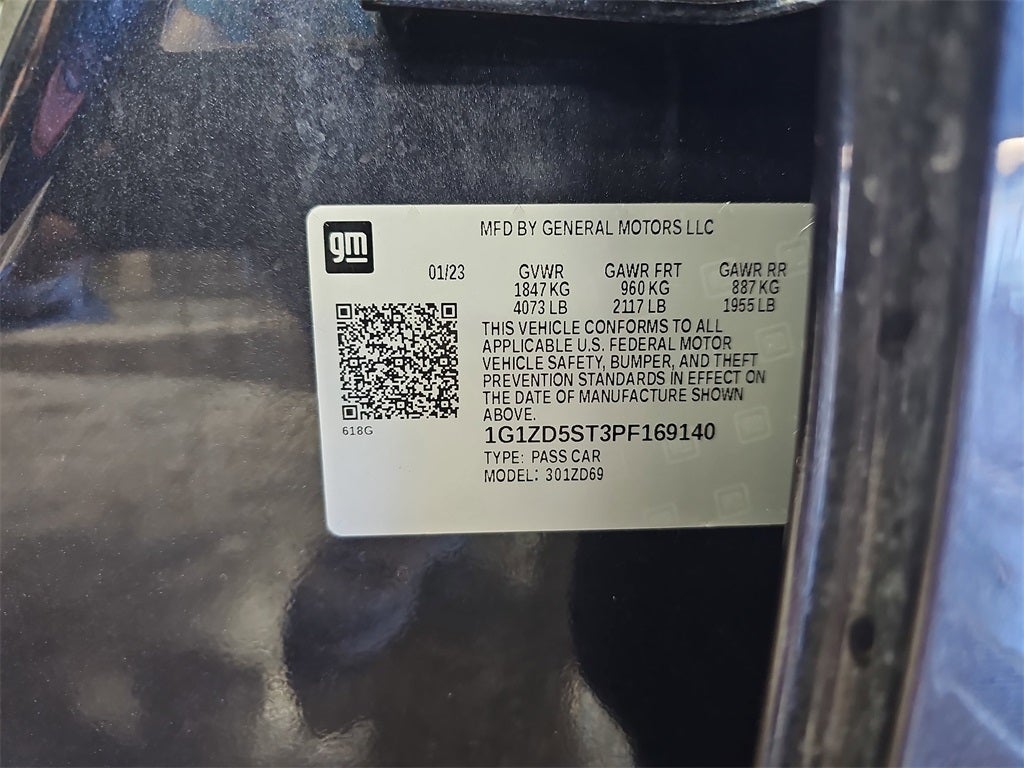 gm
MFD BY GENERAL MOTORS LLC
01/23 GVWR GAWR FRT GAWR RR
1847 KG 960 KG 887 KG
4073 LB 2117 LB 1955 LB
THIS VEHICLE CONFORMS TO ALL
APPLICABLE U.S. FEDERAL MOTOR
VEHICLE SAFETY, BUMPER, AND THEFT
PREVENTION STANDARDS IN EFFECT ON
THE DATE OF MANUFACTURE SHOWN
ABOVE.
618G
1G1ZD5ST3PF169140
TYPE: PASS CAR
MODEL: 301ZD69